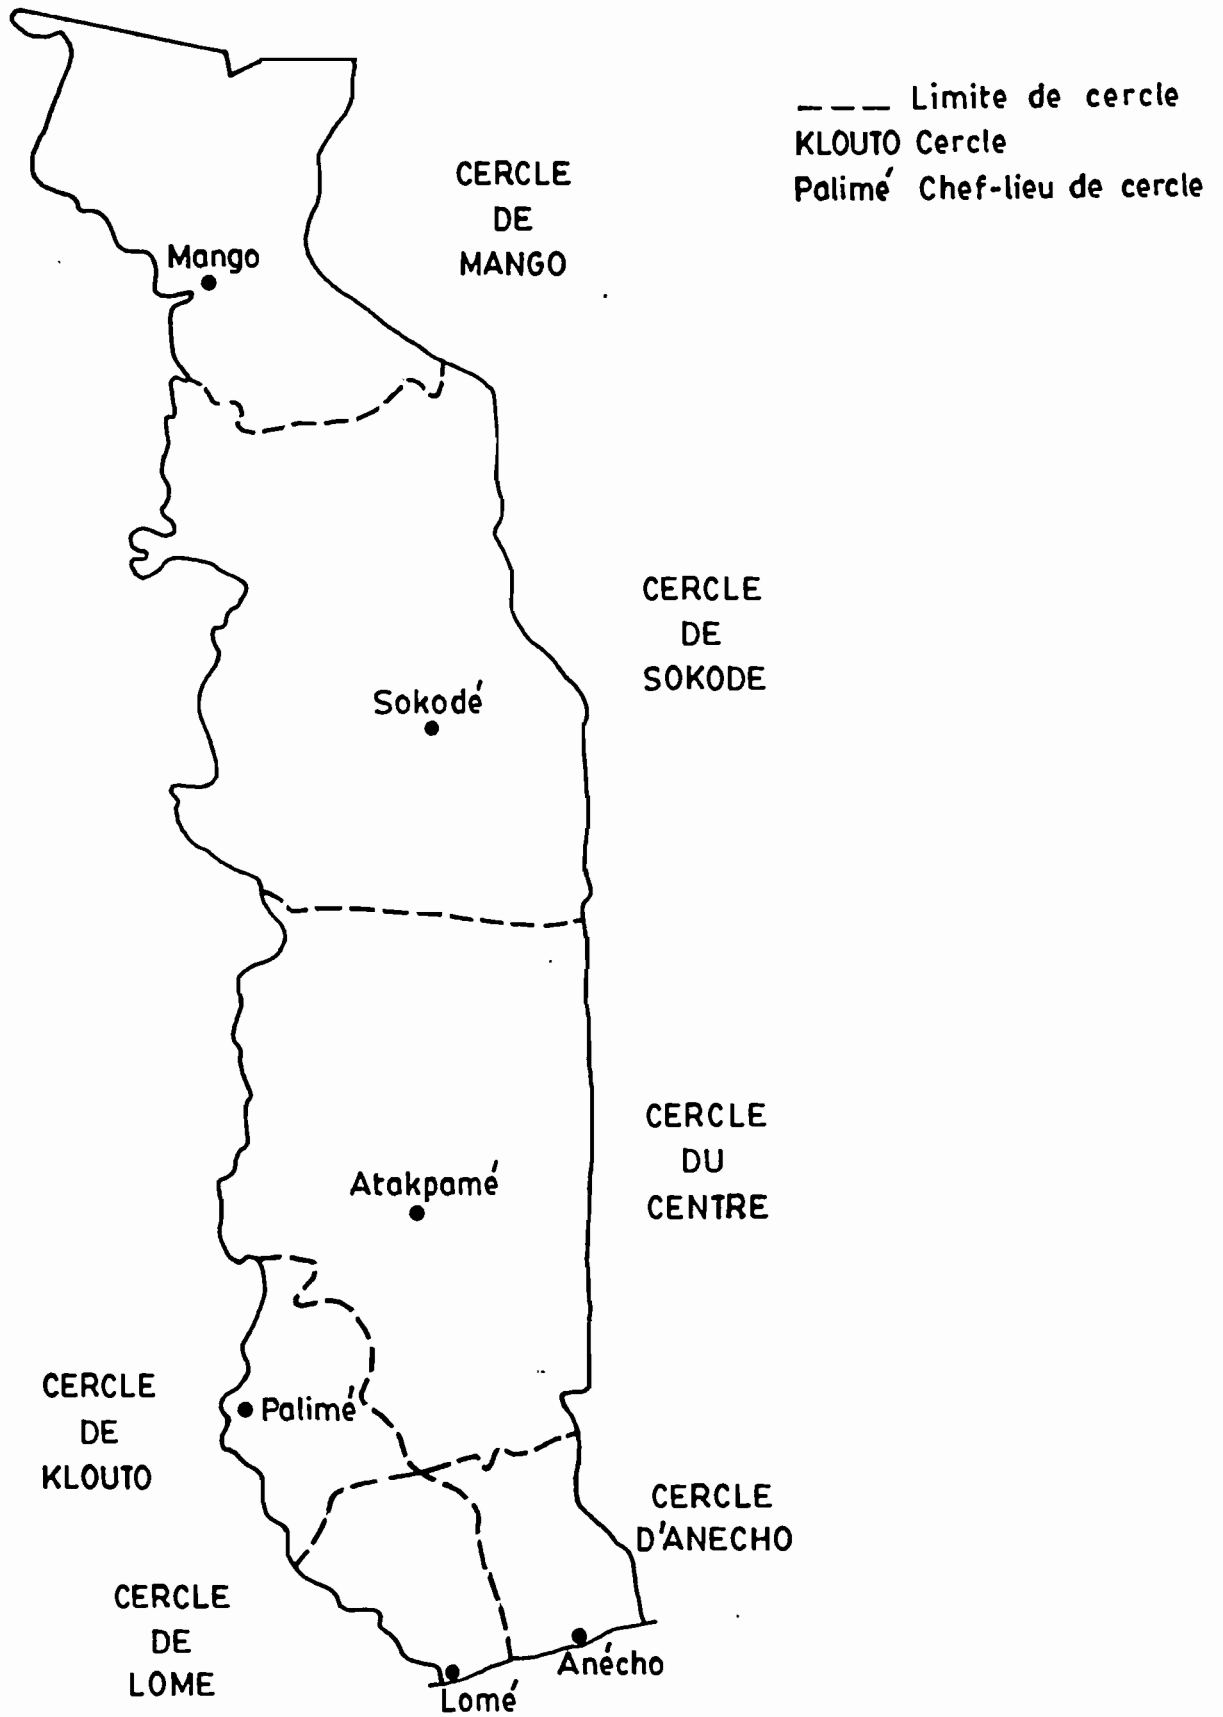 --- Limite de cercle
KLOUTO Cercle
Palimé Chef-lieu de cercle
CERCLE
DE
MANGO
Mango
CERCLE
DE
SOKODE
Sokodé
CERCLE
DU
CENTRE
Atakpamé
CERCLE
DE
KLOUTO
Palimé
CERCLE
D'ANECHO
CERCLE
DE
LOME
Anécho
Lomé